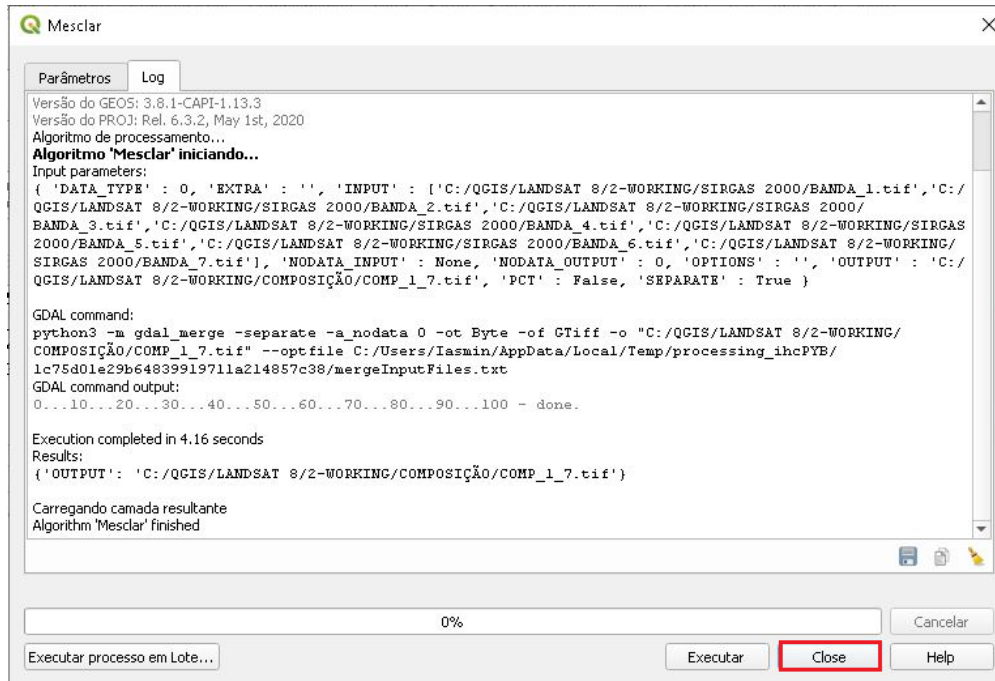 Mesclar
Parâmetros
Log
Versão do GEOS: 3.8.1-CAPI-1.13.3
Versão do PROJ: Rel. 6.3.2, May 1st, 2020
Algoritmo de processamento...
Algoritmo 'Mesclar' iniciando...
Input parameters:
{ 'DATA_TYPE' : 0, 'EXTRA' : '', 'INPUT' : ['C:/QGIS/LANDSAT 8/2-WORKING/SIRGAS 2000/BANDA_1.tif','C:/
QGIS/LANDSAT 8/2-WORKING/SIRGAS 2000/BANDA_2.tif','C:/QGIS/LANDSAT 8/2-WORKING/SIRGAS 2000/
BANDA_3.tif','C:/QGIS/LANDSAT 8/2-WORKING/SIRGAS 2000/BANDA_4.tif','C:/QGIS/LANDSAT 8/2-WORKING/SIRGAS
2000/BANDA_5.tif','C:/QGIS/LANDSAT 8/2-WORKING/SIRGAS 2000/BANDA_6.tif','C:/QGIS/LANDSAT 8/2-WORKING/
SIRGAS 2000/BANDA_7.tif'], 'NODATA_INPUT' : None, 'NODATA_OUTPUT' : 0, 'OPTIONS' : '', 'OUTPUT' : 'C:/
QGIS/LANDSAT 8/2-WORKING/COMPOSIÇÃO/COMP_1_7.tif', 'PCT' : False, 'SEPARATE' : True }
GDAL command:
python3 -m gdal_merge -separate -a_nodata 0 -ot Byte -of GTiff -o "C:/QGIS/LANDSAT 8/2-WORKING/
COMPOSIÇÃO/COMP_1_7.tif" --optfile C:/Users/Iasmin/AppData/Local/Temp/processing_ihcPYB/
1c75d01e29b64839919711a214857c38/mergeInputFiles.txt
GDAL command output:
0...10...20...30...40...50...60...70...80...90...100 - done.
Execution completed in 4.16 seconds
Results:
{'OUTPUT': 'C:/QGIS/LANDSAT 8/2-WORKING/COMPOSIÇÃO/COMP_1_7.tif'}
Carregando camada resultante
Algorithm 'Mesclar' finished
0%
Cancelar
Executar processo em Lote...
Executar
Close
Help